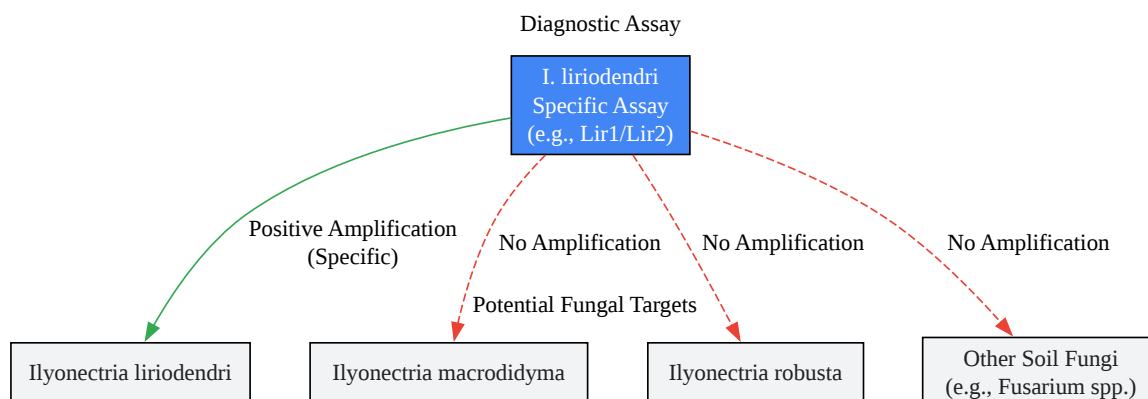 Diagnostic Assay
I. liriodendri
Specific Assay
(e.g., Lir1/Lir2)
Positive Amplification
(Specific)
No Amplification
No Amplification
No Amplification
Potential Fungal Targets
Ilyonectria liriodendri
Ilyonectria macrodidyma
Ilyonectria robusta
Other Soil Fungi
(e.g., Fusarium spp.)